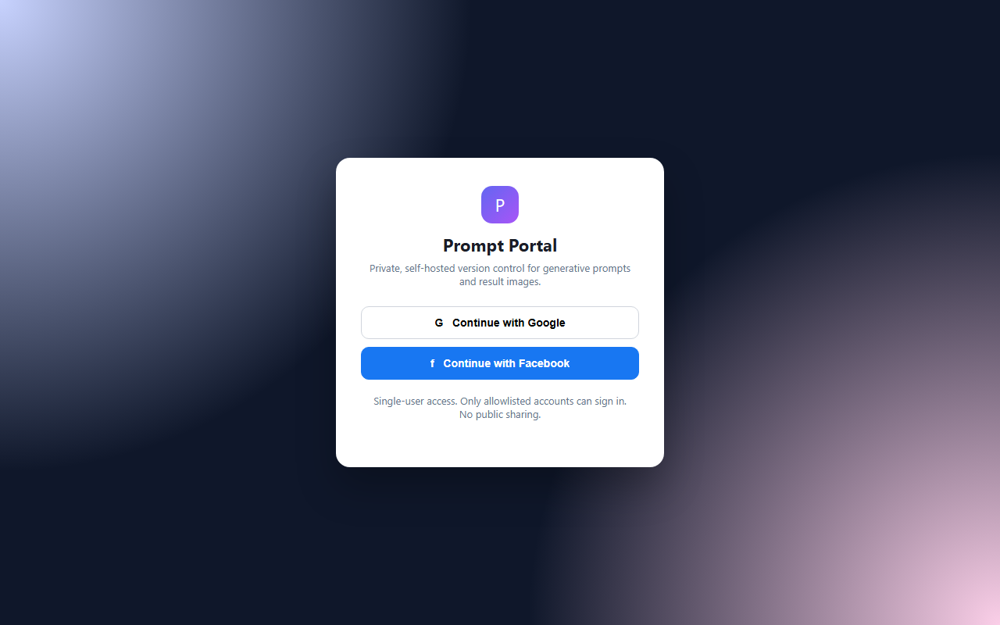 P
Prompt Portal
Private, self-hosted version control for generative prompts
and result images.
G Continue with Google
f Continue with Facebook
Single-user access. Only allowlisted accounts can sign in.
No public sharing.